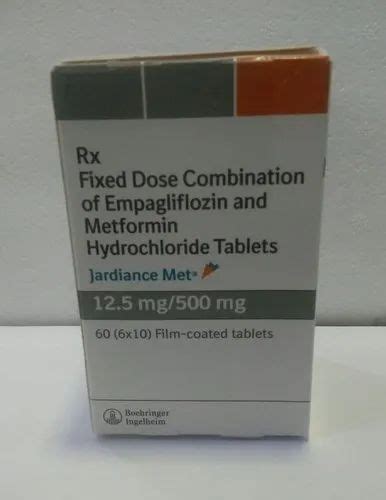 Rx
Fixed Dose Combination
of Empagliflozin and
Metformin
Hydrochloride Tablets
Jardiance Met®
12.5 mg/500 mg
60 (6x10) Film-coated tablets
Boehringer
Ingelheim